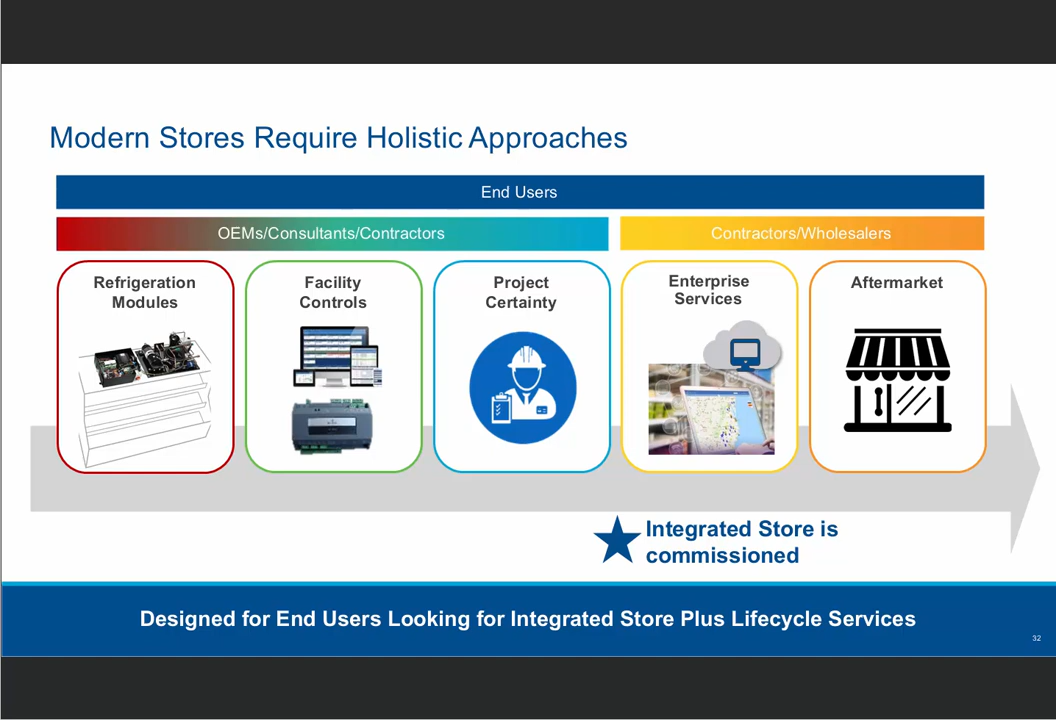 Modern Stores Require Holistic Approaches
End Users
OEMs/Consultants/Contractors
Contractors/Wholesalers
Refrigeration
Modules
Facility
Controls
Project
Certainty
Enterprise
Services
Aftermarket
Integrated Store is
commissioned
Designed for End Users Looking for Integrated Store Plus Lifecycle Services
32